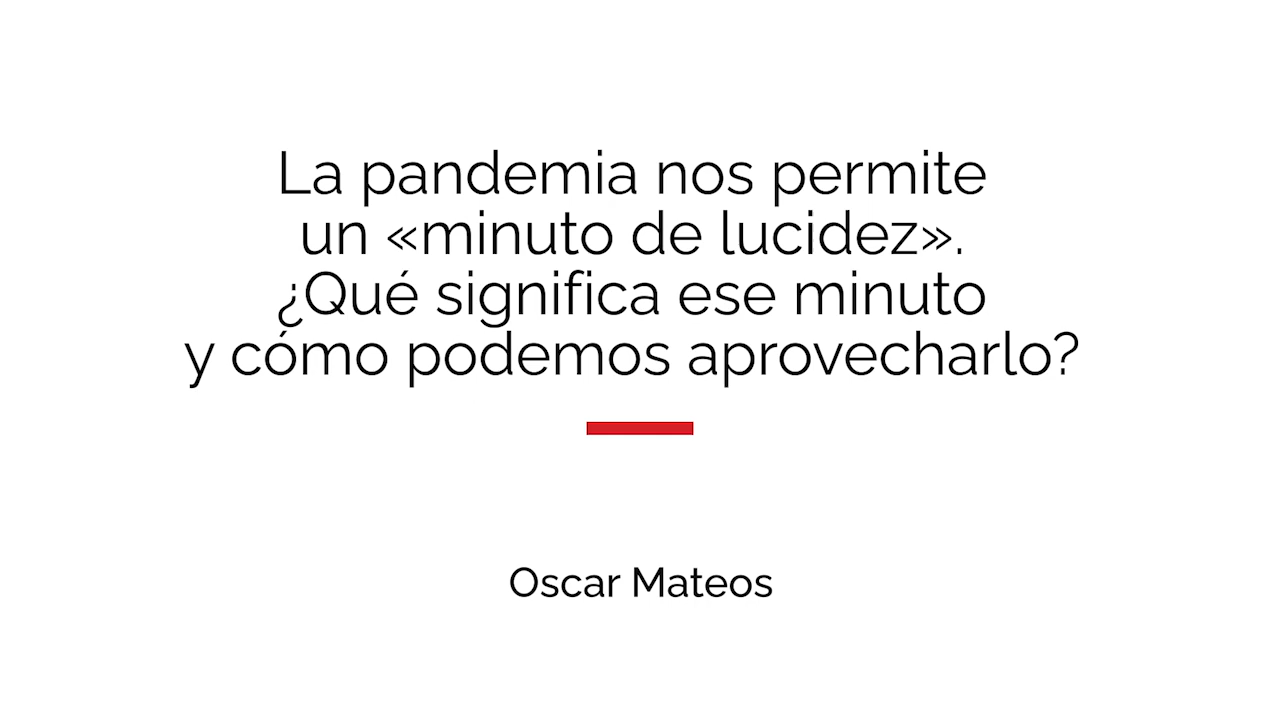 La pandemia nos permite
un «minuto de lucidez».
¿Qué significa ese minuto
y cómo podemos aprovecharlo?
Oscar Mateos